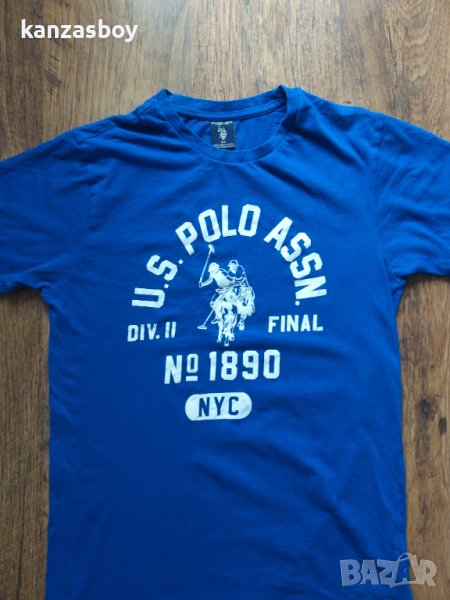 kanzasboy
U.S. POLO ASSN.
DIV. II FINAL
Nº 1890
NYC
BAZAR